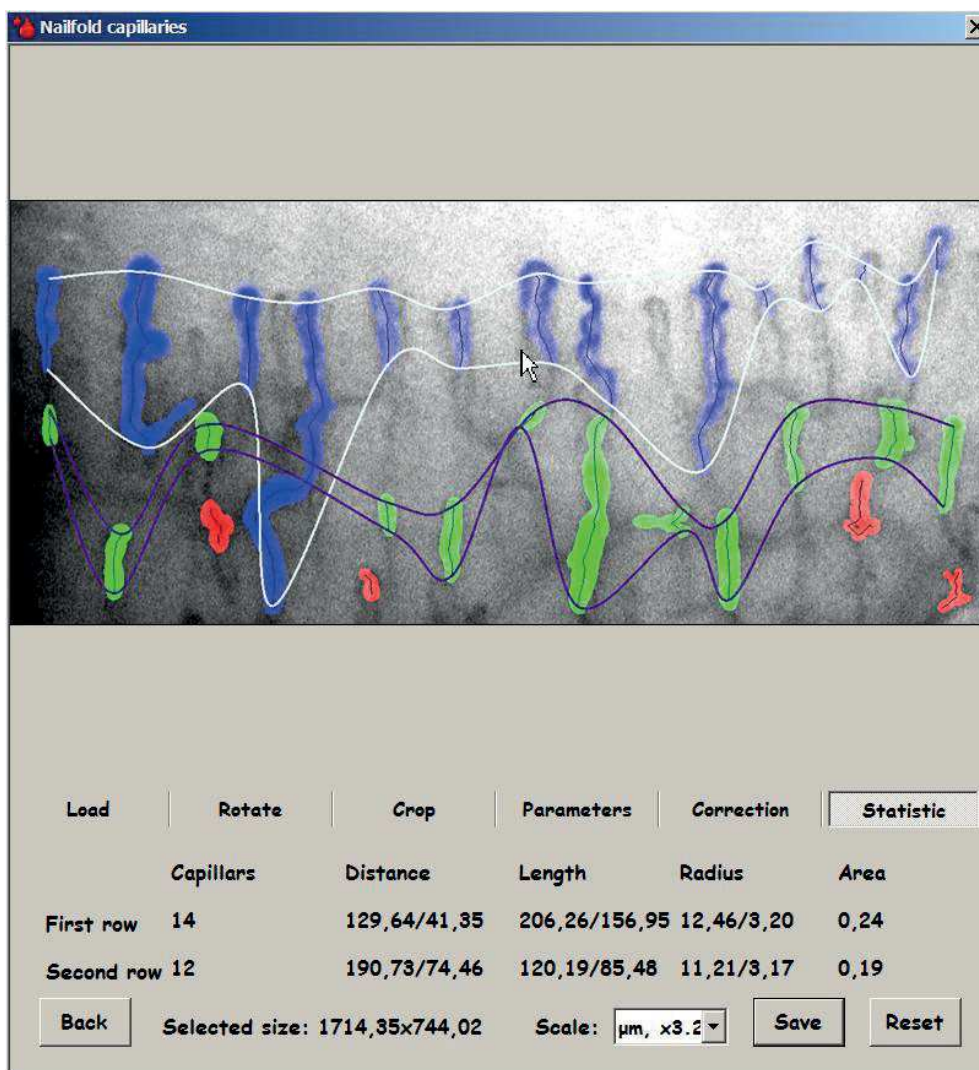 Nailfold capillaries
Load Rotate Crop Parameters Correction Statistic
Capillars Distance Length Radius Area
First row 14 129,64/41,35 206,26/156,95 12,46/3,20 0,24
Second row 12 190,73/74,46 120,19/85,48 11,21/3,17 0,19
Back Selected size: 1714,35x744,02 Scale: µm, x3.2 Save Reset